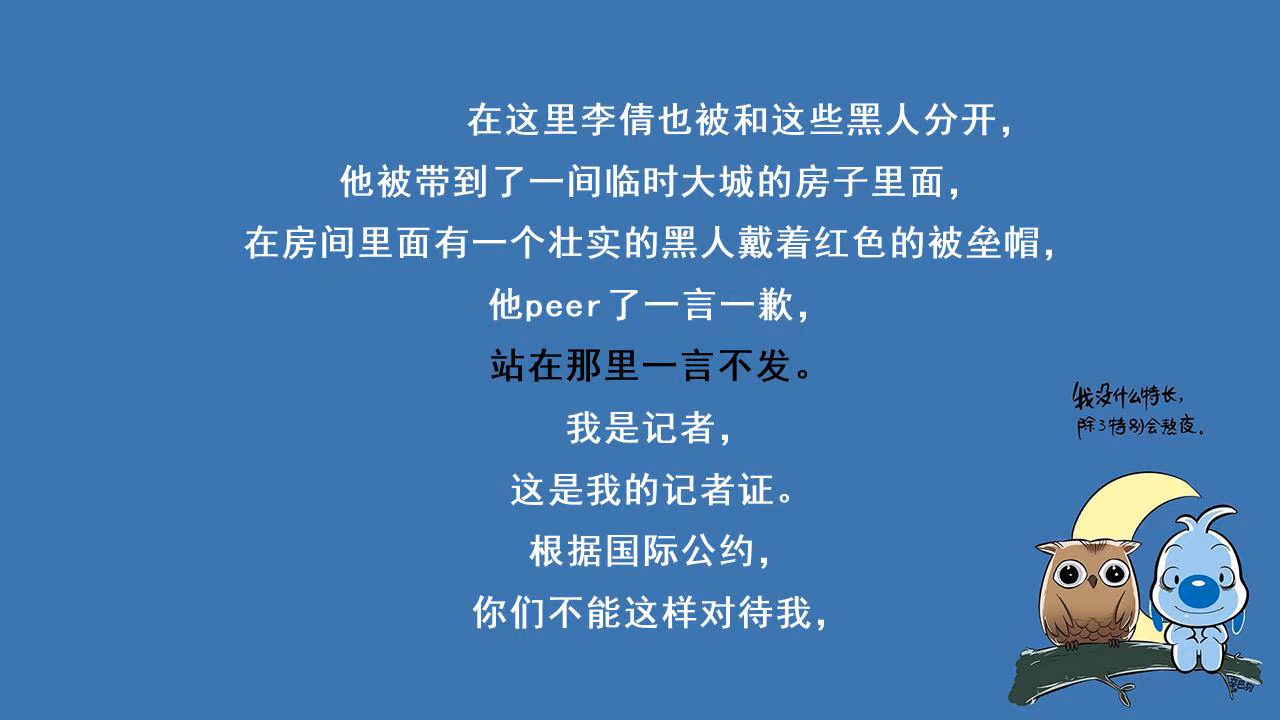 在这里李倩也被和这些黑人分开，
他被带到了一间临时大城的房子里面，
在房间里面有一个壮实的黑人戴着红色的被垒帽，
他peer了一言一歉，
站在那里一言不发。
我是记者，
这是我的记者证。
根据国际公约，
你们不能这样对待我，
我没什么特长，
除了特别会熬夜。